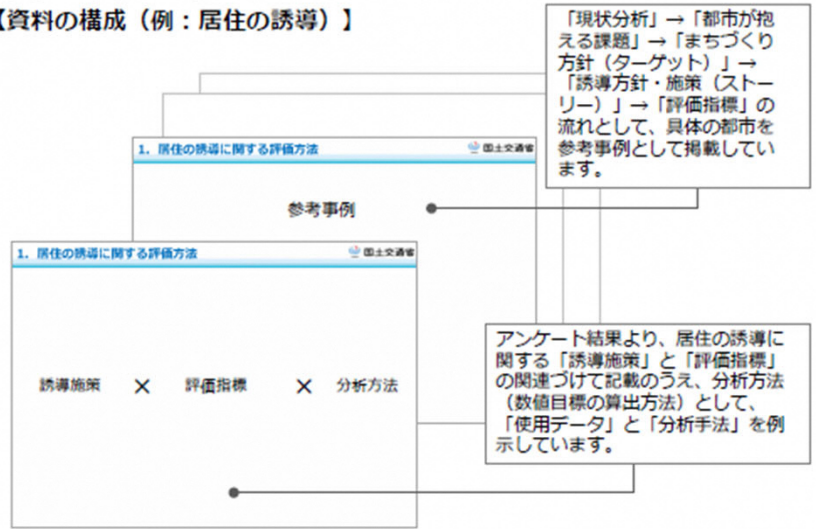 【資料の構成（例：居住の誘導）】
「現状分析」→「都市が抱
える課題」→「まちづくり
方針（ターゲット）」→
「誘導方針・施策（ストー
リー）」→「評価指標」の
流れとして、具体の都市を
参考事例として掲載してい
ます。
1．居住の誘導に関する評価方法
国土交通省
参考事例
1．居住の誘導に関する評価方法
国土交通省
誘導施策 × 評価指標 × 分析方法
アンケート結果より、居住の誘導に
関する「誘導施策」と「評価指標」
の関連づけて記載のうえ、分析方法
（数値目標の算出方法）として、
「使用データ」と「分析手法」を例
示しています。